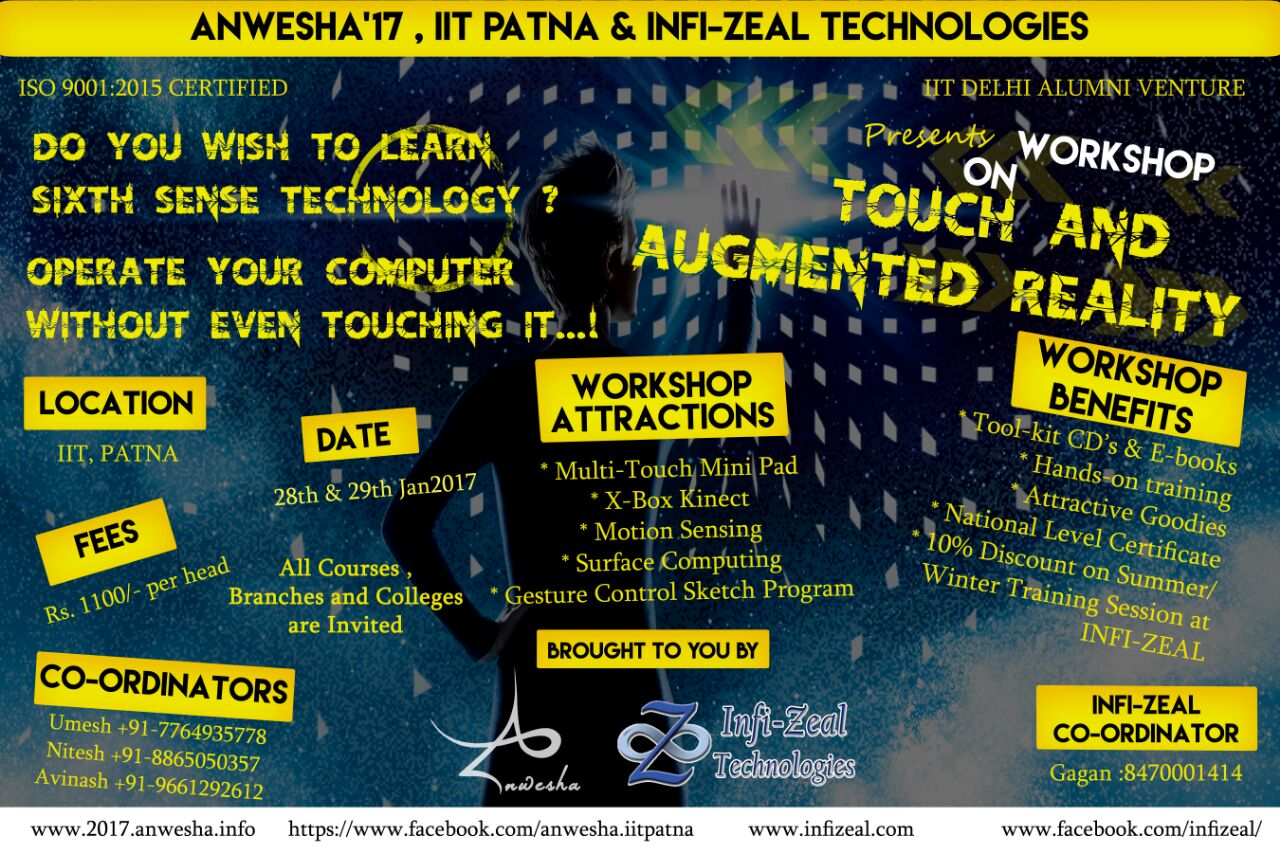 ANWESHA'17 , IIT PATNA & INFI-ZEAL TECHNOLOGIES
ISO 9001:2015 CERTIFIED
IIT DELHI ALUMNI VENTURE
DO YOU WISH TO LEARN
SIXTH SENSE TECHNOLOGY ?
OPERATE YOUR COMPUTER
WITHOUT EVEN TOUCHING IT...!
Presents WORKSHOP
ON
TOUCH AND
AUGMENTED REALITY
LOCATION
IIT, PATNA
DATE
28th & 29th Jan2017
FEES
Rs. 1100/- per head
All Courses ,
Branches and Colleges
are Invited
WORKSHOP
ATTRACTIONS
* Multi-Touch Mini Pad
* X-Box Kinect
* Motion Sensing
* Surface Computing
* Gesture Control Sketch Program
WORKSHOP
BENEFITS
* Tool-kit CD's & E-books
* Hands-on training
* Attractive Goodies
* National Level Certificate
* 10% Discount on Summer/
Winter Training Session at
INFI-ZEAL
CO-ORDINATORS
Umesh +91-7764935778
Nitesh +91-8865050357
Avinash +91-9661292612
BROUGHT TO YOU BY
Anwesha
Infi-Zeal
Technologies
INFI-ZEAL
CO-ORDINATOR
Gagan :8470001414
www.2017.anwesha.info
https://www.facebook.com/anwesha.iitpatna
www.infizeal.com
www.facebook.com/infizeal/